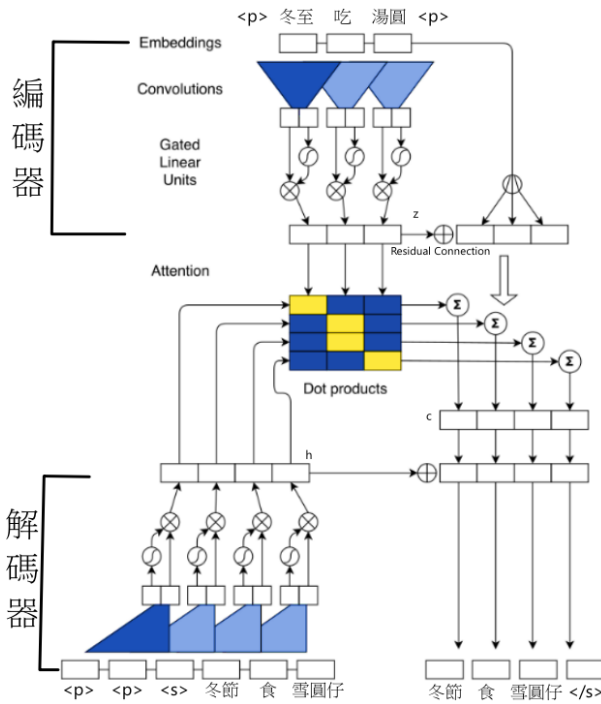 <p> 冬至 吃 湯圓 <p>
Embeddings
編碼器
Convolutions
Gated
Linear
Units
z
Residual Connection
Attention
Σ
Σ
Σ
Σ
Dot products
c
h
解碼器
<p> <p> <s> 冬節 食 雪圓仔
冬節 食 雪圓仔 </s>